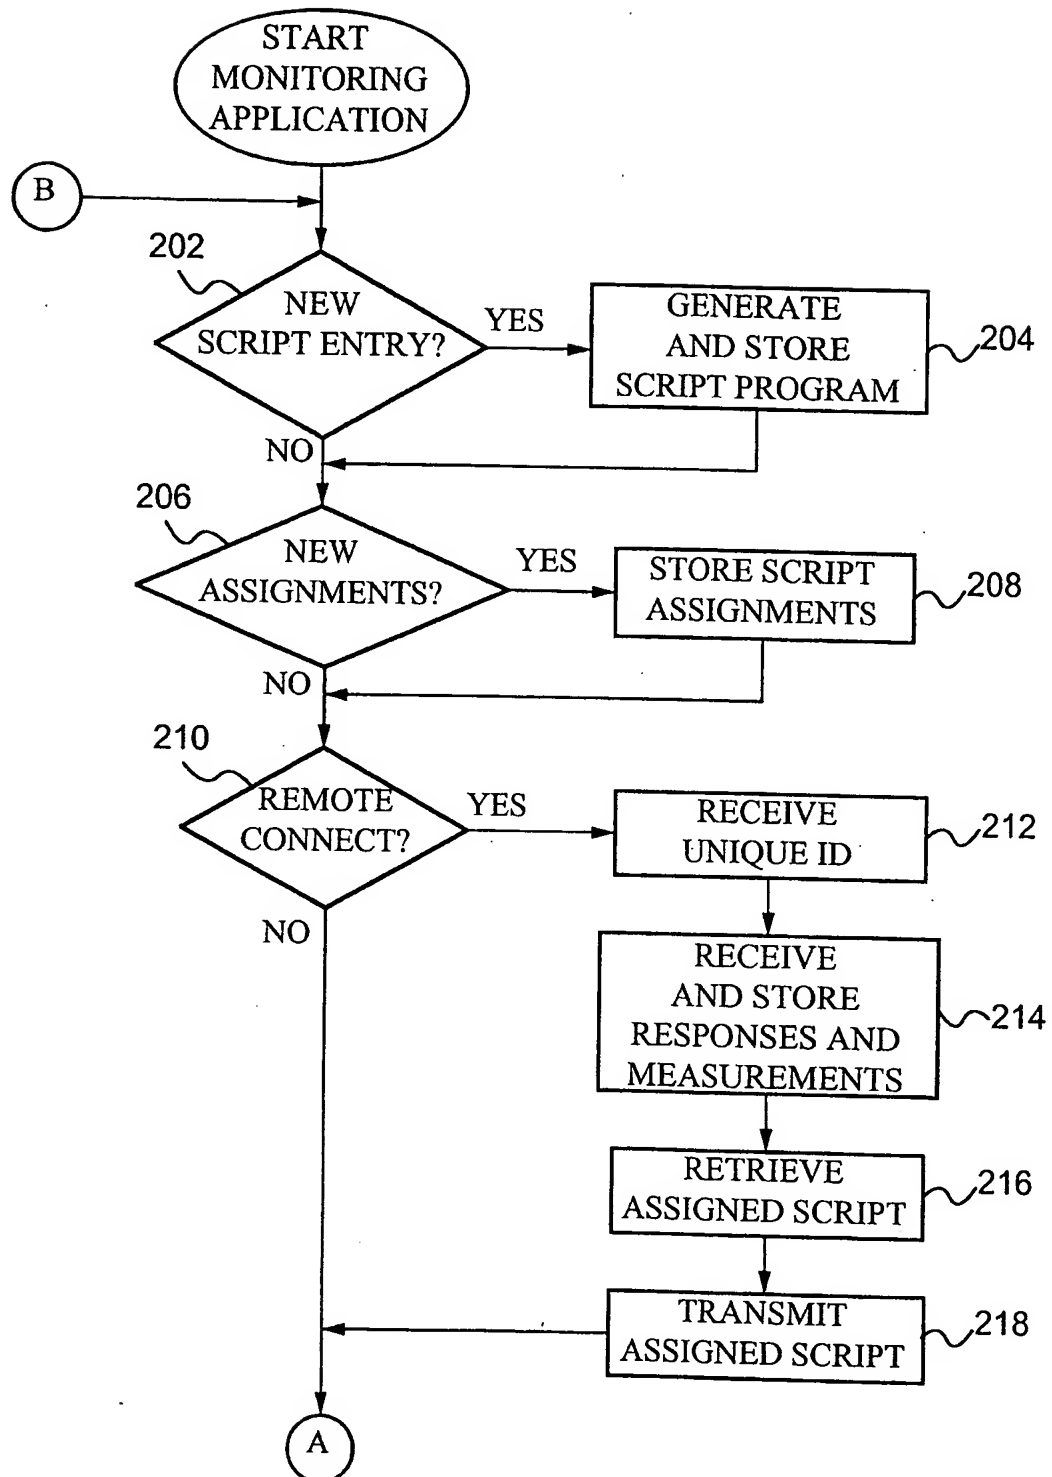 START
MONITORING
APPLICATION
B
202
NEW
SCRIPT ENTRY?
YES
GENERATE
AND STORE
SCRIPT PROGRAM
204
NO
206
NEW
ASSIGNMENTS?
YES
STORE SCRIPT
ASSIGNMENTS
208
NO
210
REMOTE
CONNECT?
YES
RECEIVE
UNIQUE ID
212
NO
RECEIVE
AND STORE
RESPONSES AND
MEASUREMENTS
214
RETRIEVE
ASSIGNED SCRIPT
216
TRANSMIT
ASSIGNED SCRIPT
218
A